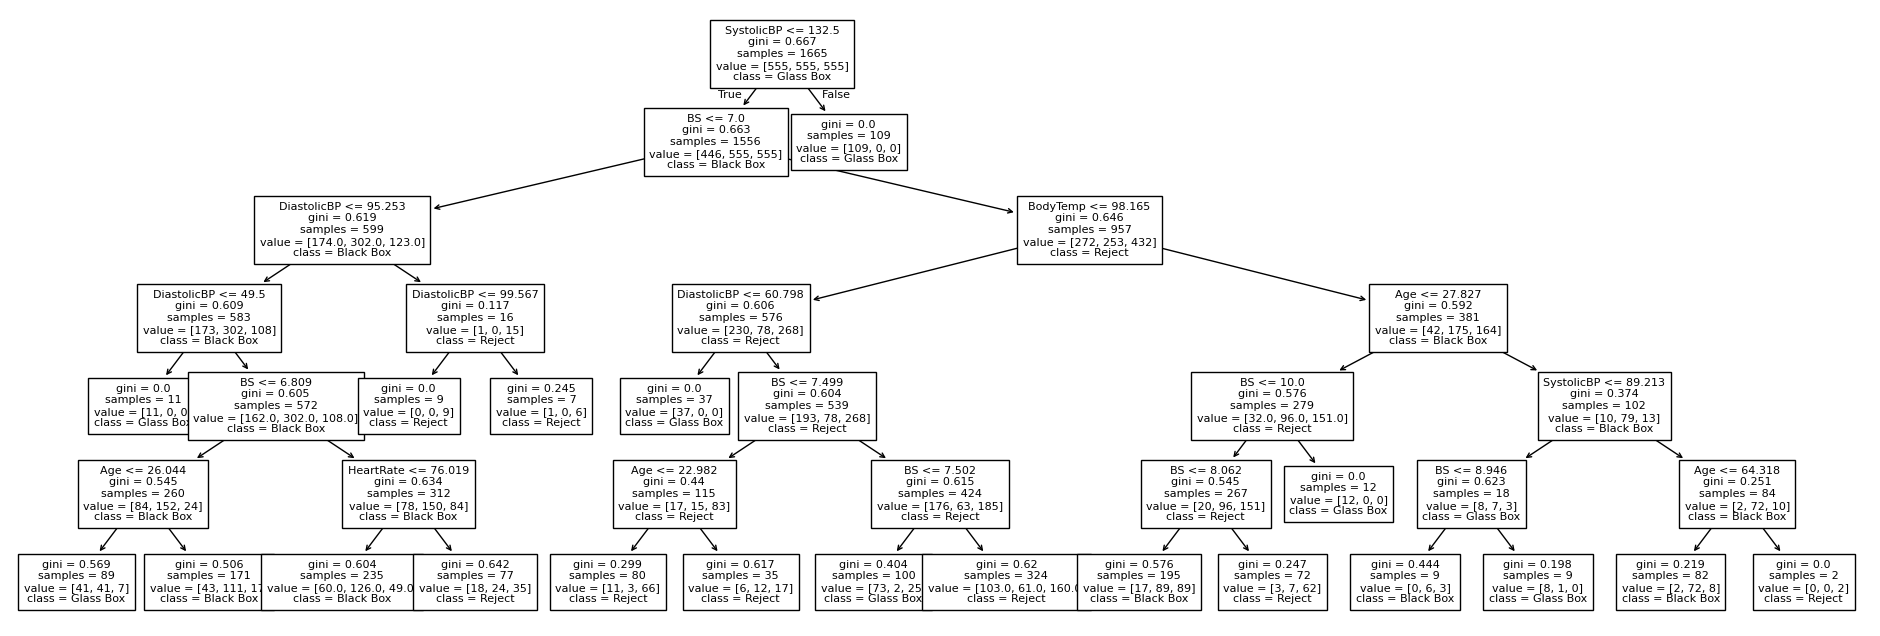 SystolicBP <= 132.5
gini = 0.667
samples = 1665
value = [555, 555, 555]
class = Glass Box
True
False
BS <= 7.0
gini = 0.663
samples = 1556
value = [446, 555, 555]
class = Black Box
gini = 0.0
samples = 109
value = [109, 0, 0]
class = Glass Box
DiastolicBP <= 95.253
gini = 0.619
samples = 599
value = [174.0, 302.0, 123.0]
class = Black Box
BodyTemp <= 98.165
gini = 0.646
samples = 957
value = [272, 253, 432]
class = Reject
DiastolicBP <= 49.5
gini = 0.609
samples = 583
value = [173, 302, 108]
class = Black Box
DiastolicBP <= 99.567
gini = 0.117
samples = 16
value = [1, 0, 15]
class = Reject
DiastolicBP <= 60.798
gini = 0.606
samples = 576
value = [230, 78, 268]
class = Reject
Age <= 27.827
gini = 0.592
samples = 381
value = [42, 175, 164]
class = Black Box
gini = 0.0
samples = 11
value = [11, 0, 0
class = Glass Box
BS <= 6.809
gini = 0.605
samples = 572
value = [162.0, 302.0, 108.0]
class = Black Box
gini = 0.0
samples = 9
value = [0, 0, 9]
class = Reject
gini = 0.245
samples = 7
value = [1, 0, 6]
class = Reject
gini = 0.0
samples = 37
value = [37, 0, 0]
class = Glass Box
BS <= 7.499
gini = 0.604
samples = 539
value = [193, 78, 268]
class = Reject
BS <= 10.0
gini = 0.576
samples = 279
value = [32.0, 96.0, 151.0]
class = Reject
SystolicBP <= 89.213
gini = 0.374
samples = 102
value = [10, 79, 13]
class = Black Box
Age <= 26.044
gini = 0.545
samples = 260
value = [84, 152, 24]
class = Black Box
HeartRate <= 76.019
gini = 0.634
samples = 312
value = [78, 150, 84]
class = Black Box
Age <= 22.982
gini = 0.44
samples = 115
value = [17, 15, 83]
class = Reject
BS <= 7.502
gini = 0.615
samples = 424
value = [176, 63, 185]
class = Reject
BS <= 8.062
gini = 0.545
samples = 267
value = [20, 96, 151]
class = Reject
gini = 0.0
samples = 12
value = [12, 0, 0]
class = Glass Box
BS <= 8.946
gini = 0.623
samples = 18
value = [8, 7, 3]
class = Glass Box
Age <= 64.318
gini = 0.251
samples = 84
value = [2, 72, 10]
class = Black Box
gini = 0.569
samples = 89
value = [41, 41, 7]
class = Glass Box
gini = 0.506
samples = 171
value = [43, 111, 17
class = Black Box
gini = 0.604
samples = 235
value = [60.0, 126.0, 49.0
class = Black Box
gini = 0.642
samples = 77
value = [18, 24, 35]
class = Reject
gini = 0.299
samples = 80
value = [11, 3, 66]
class = Reject
gini = 0.617
samples = 35
value = [6, 12, 17]
class = Reject
gini = 0.404
samples = 100
value = [73, 2, 25
class = Glass Box
gini = 0.62
samples = 324
value = [103.0, 61.0, 160.0
class = Reject
gini = 0.576
samples = 195
value = [17, 89, 89]
class = Black Box
gini = 0.247
samples = 72
value = [3, 7, 62]
class = Reject
gini = 0.444
samples = 9
value = [0, 6, 3]
class = Black Box
gini = 0.198
samples = 9
value = [8, 1, 0]
class = Glass Box
gini = 0.219
samples = 82
value = [2, 72, 8]
class = Black Box
gini = 0.0
samples = 2
value = [0, 0, 2]
class = Reject